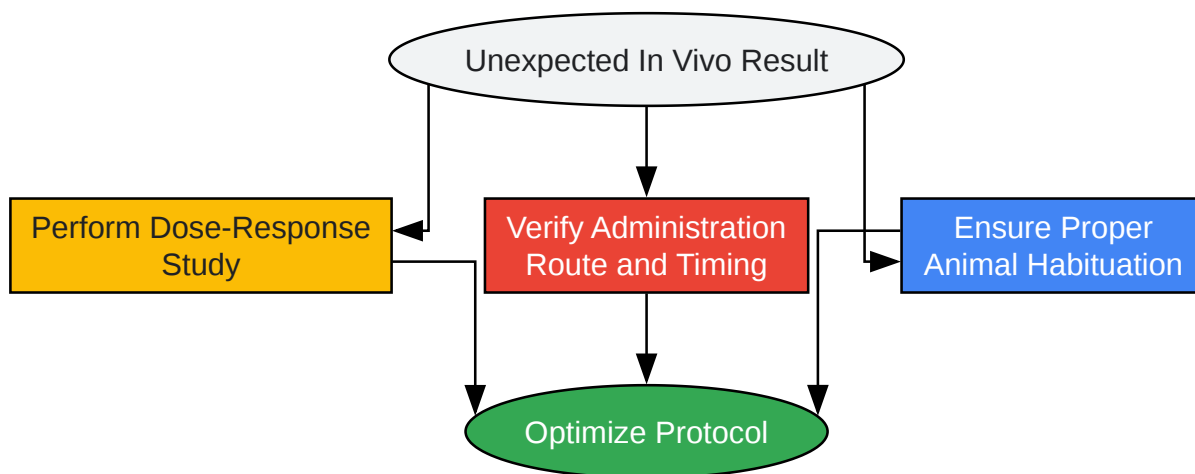 Unexpected In Vivo Result
Perform Dose-Response
Study
Verify Administration
Route and Timing
Ensure Proper
Animal Habituation
Optimize Protocol